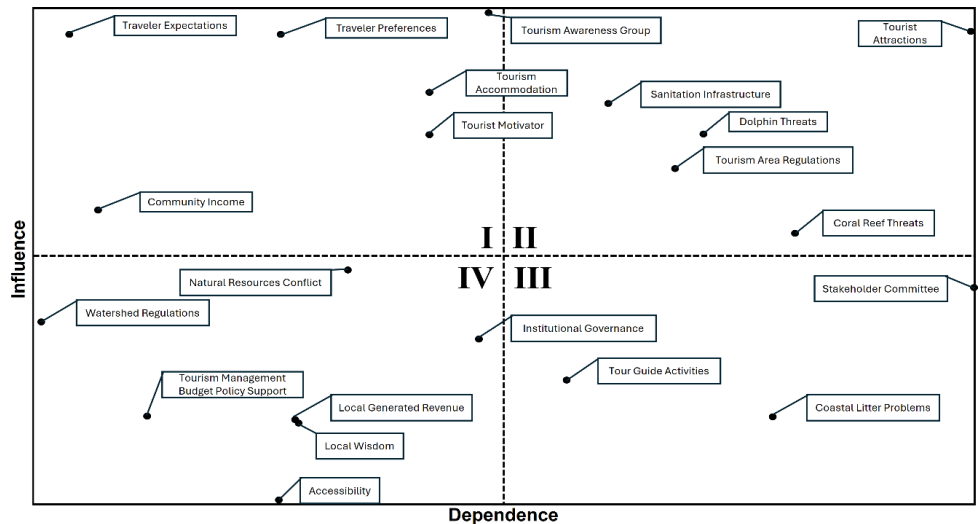 Traveler Expectations
Traveler Preferences
Tourism Awareness Group
Tourist
Attractions
Tourism
Accommodation
Sanitation Infrastructure
Tourist Motivator
Dolphin Threats
Tourism Area Regulations
Community Income
Coral Reef Threats
I
II
Influence
IV
III
Natural Resources Conflict
Stakeholder Committee
Watershed Regulations
Institutional Governance
Tour Guide Activities
Tourism Management
Budget Policy Support
Local Generated Revenue
Coastal Litter Problems
Local Wisdom
Accessibility
Dependence